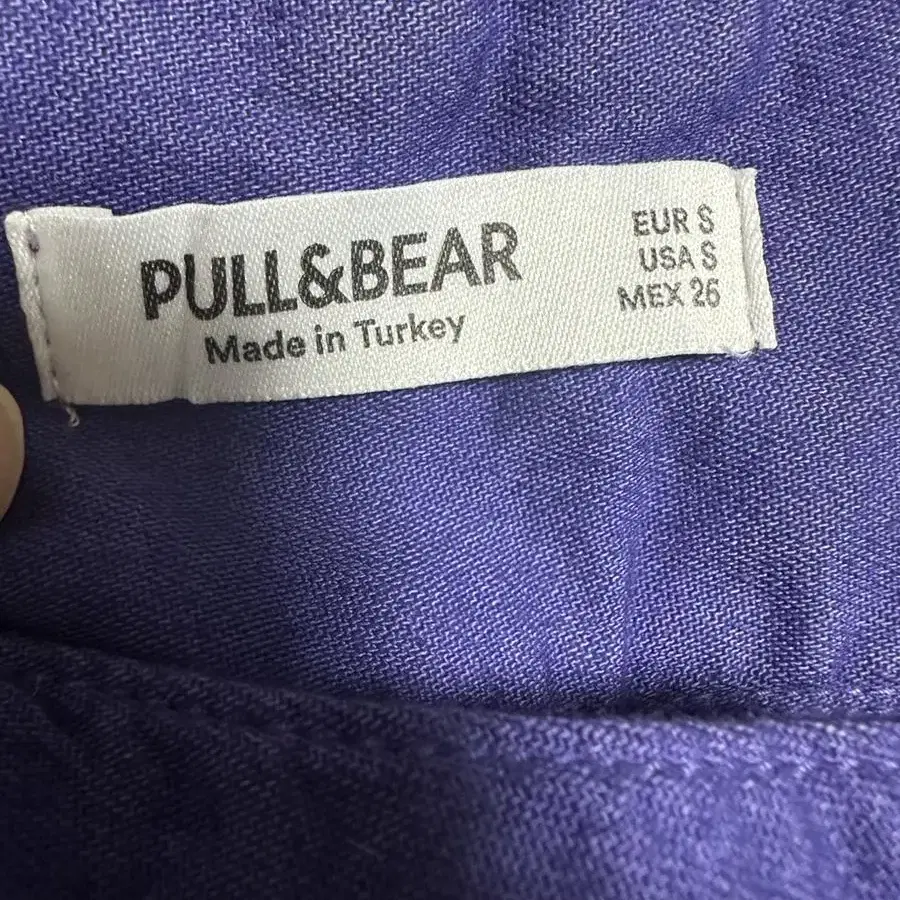 PULL&BEAR
Made in Turkey
EUR S
USA S
MEX 26